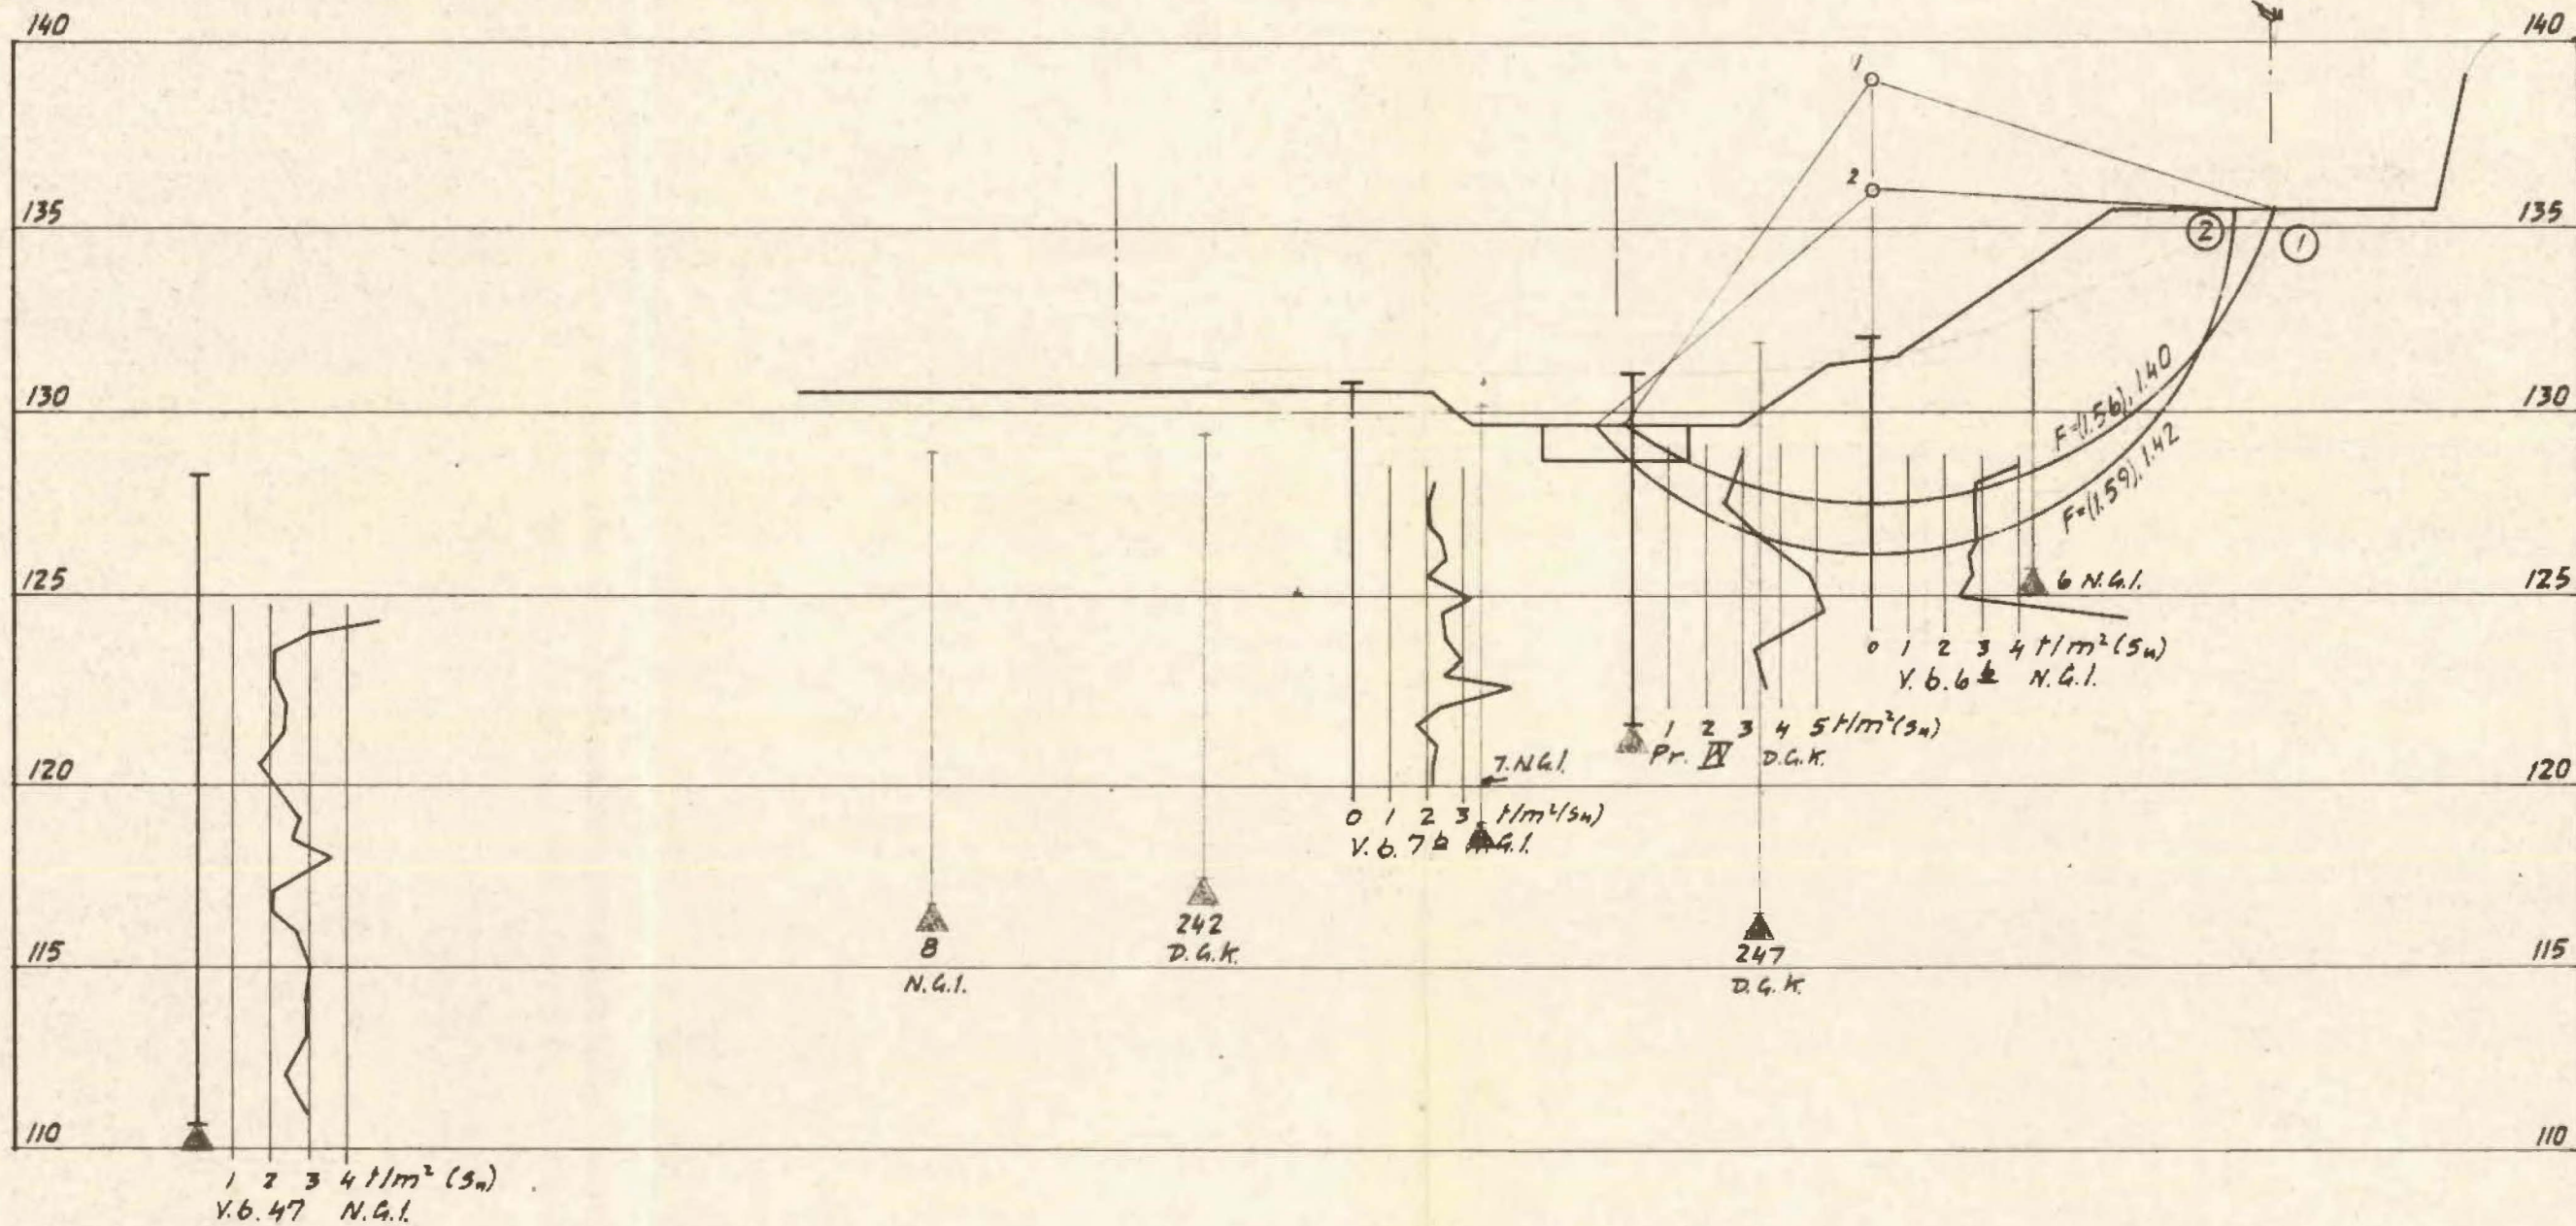 140 140
1
2
135 135
② ①
F=(1.56), 1.40
F=(1.59), 1.42
130 130
125 125
6 N.G.I.
0 1 2 3 4 t/m² (Su)
V.b. 6 b N.G.I.
1 2 3 4 5 t/m² (Su)
Pr. IV D.G.K.
7. N.G.I.
120 120
0 1 2 3 t/m² (Su)
V.b. 7 b N.G.I.
8
N.G.I.
242
D.G.K.
247
D.G.K.
115 115
110 110
1 2 3 4 t/m² (Su)
V.b. 47 N.G.I.